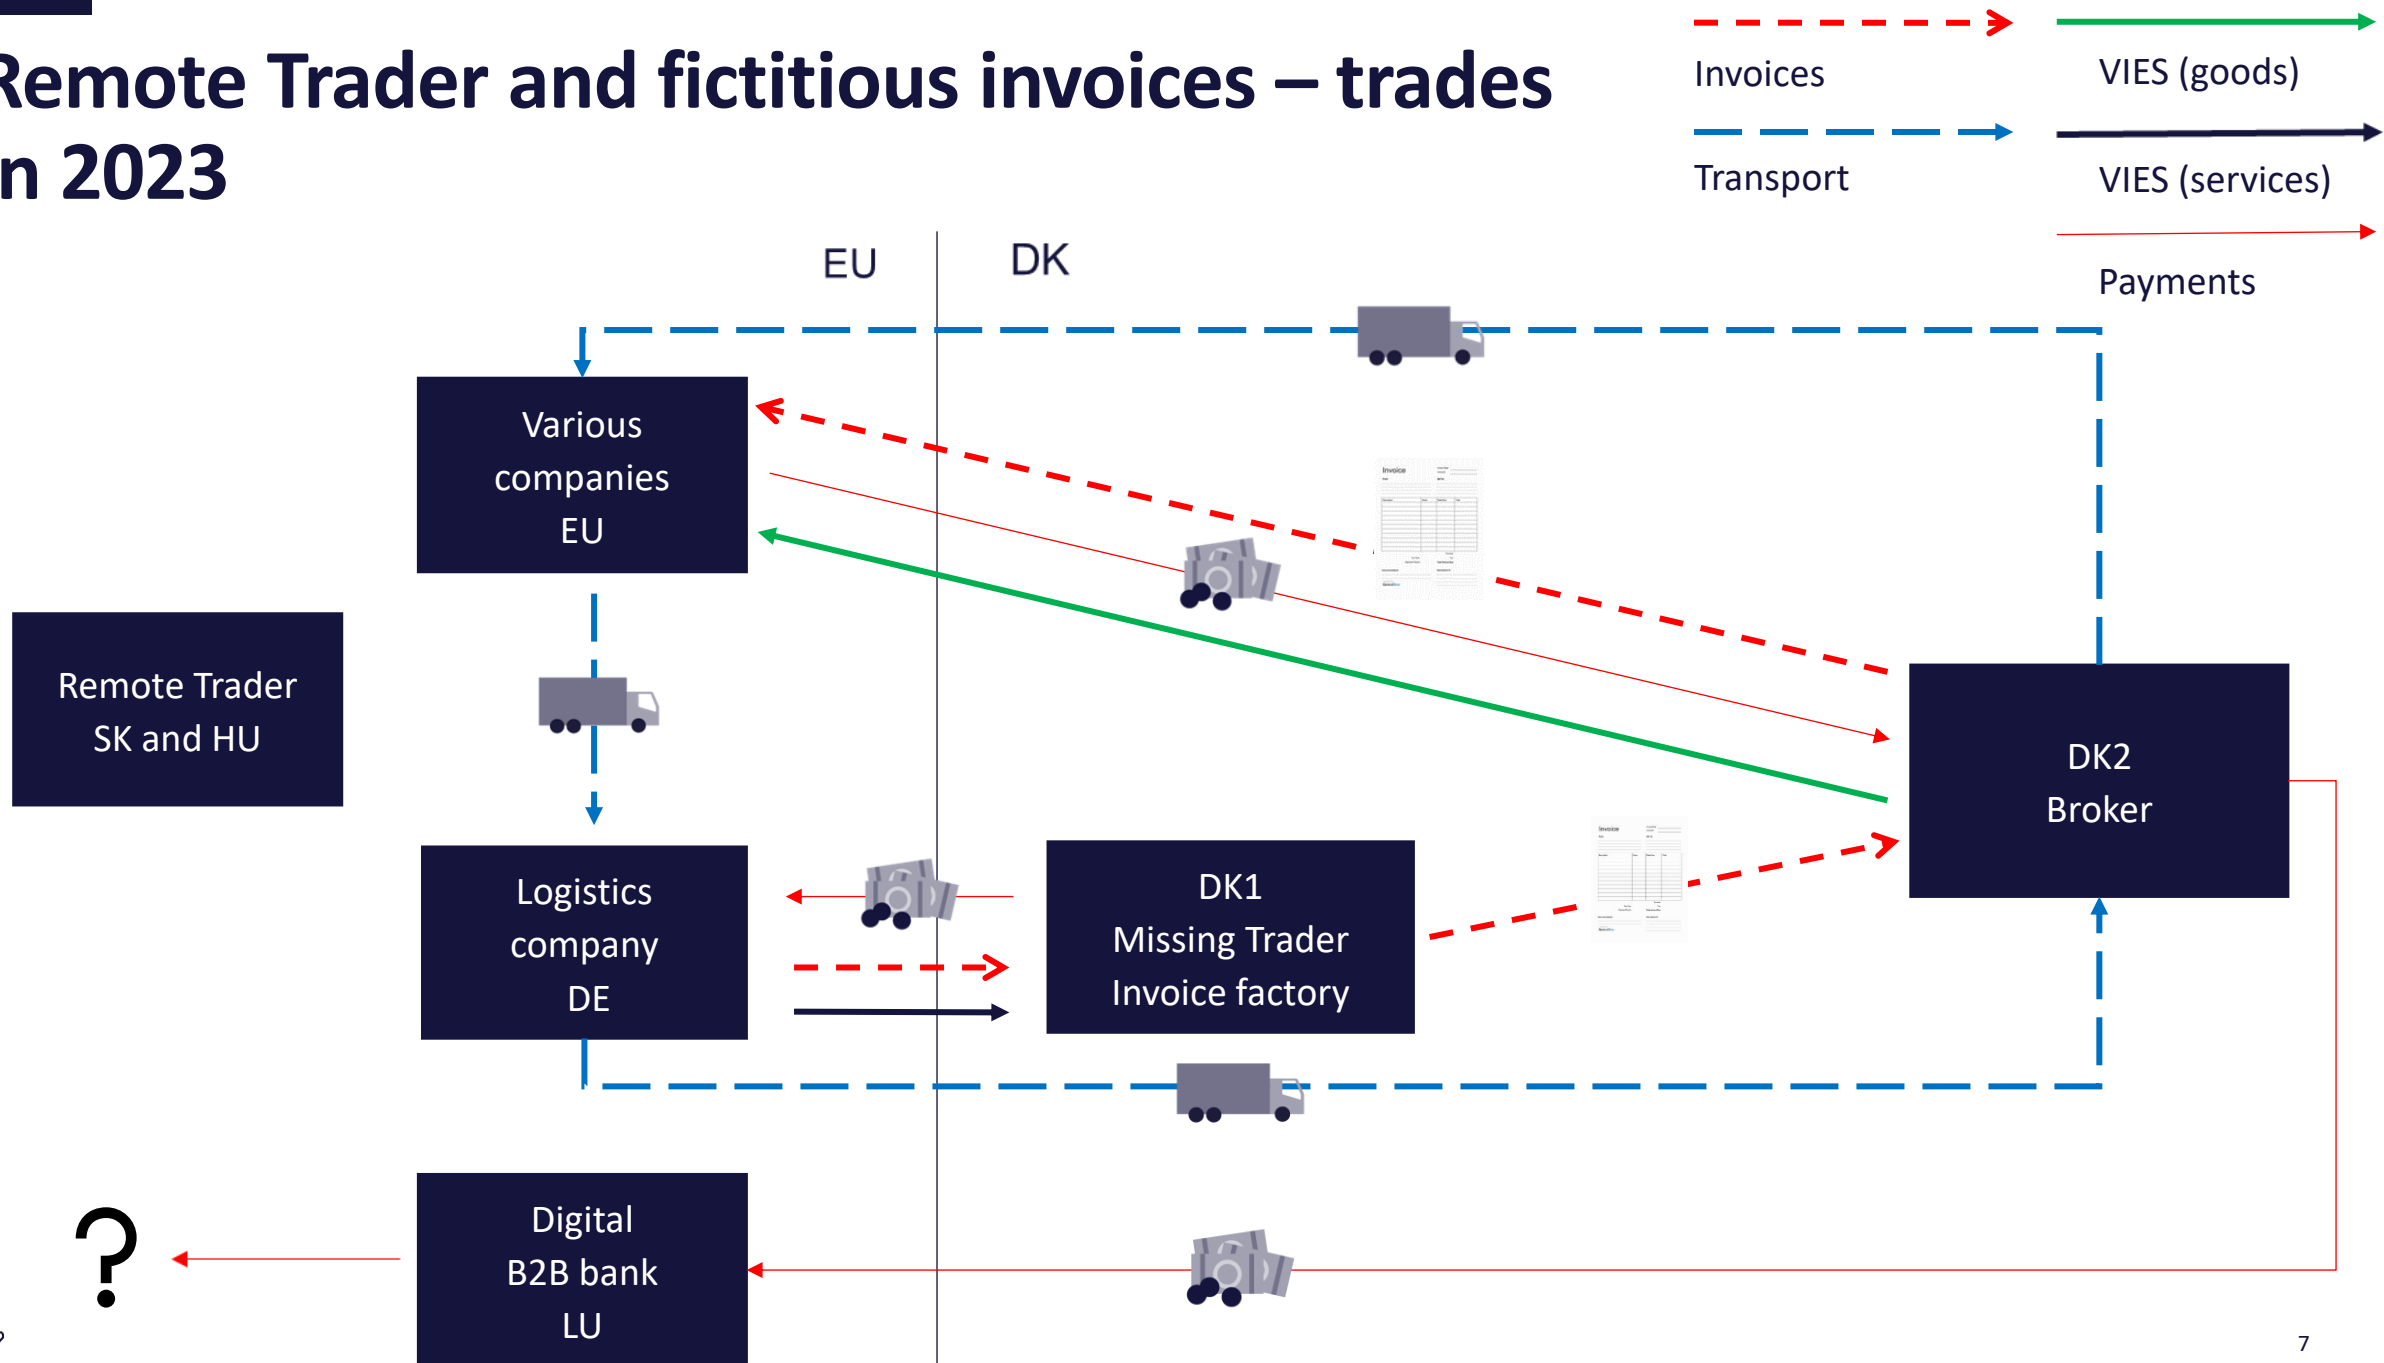 Remote Trader and fictitious invoices – trades
n 2023
Invoices
VIES (goods)
Transport
VIES (services)
Payments
EU
DK
Various
companies
EU
Invoice
Remote Trader
SK and HU
DK2
Broker
Invoice
Logistics
company
DE
DK1
Missing Trader
Invoice factory
Digital
B2B bank
LU
?
7